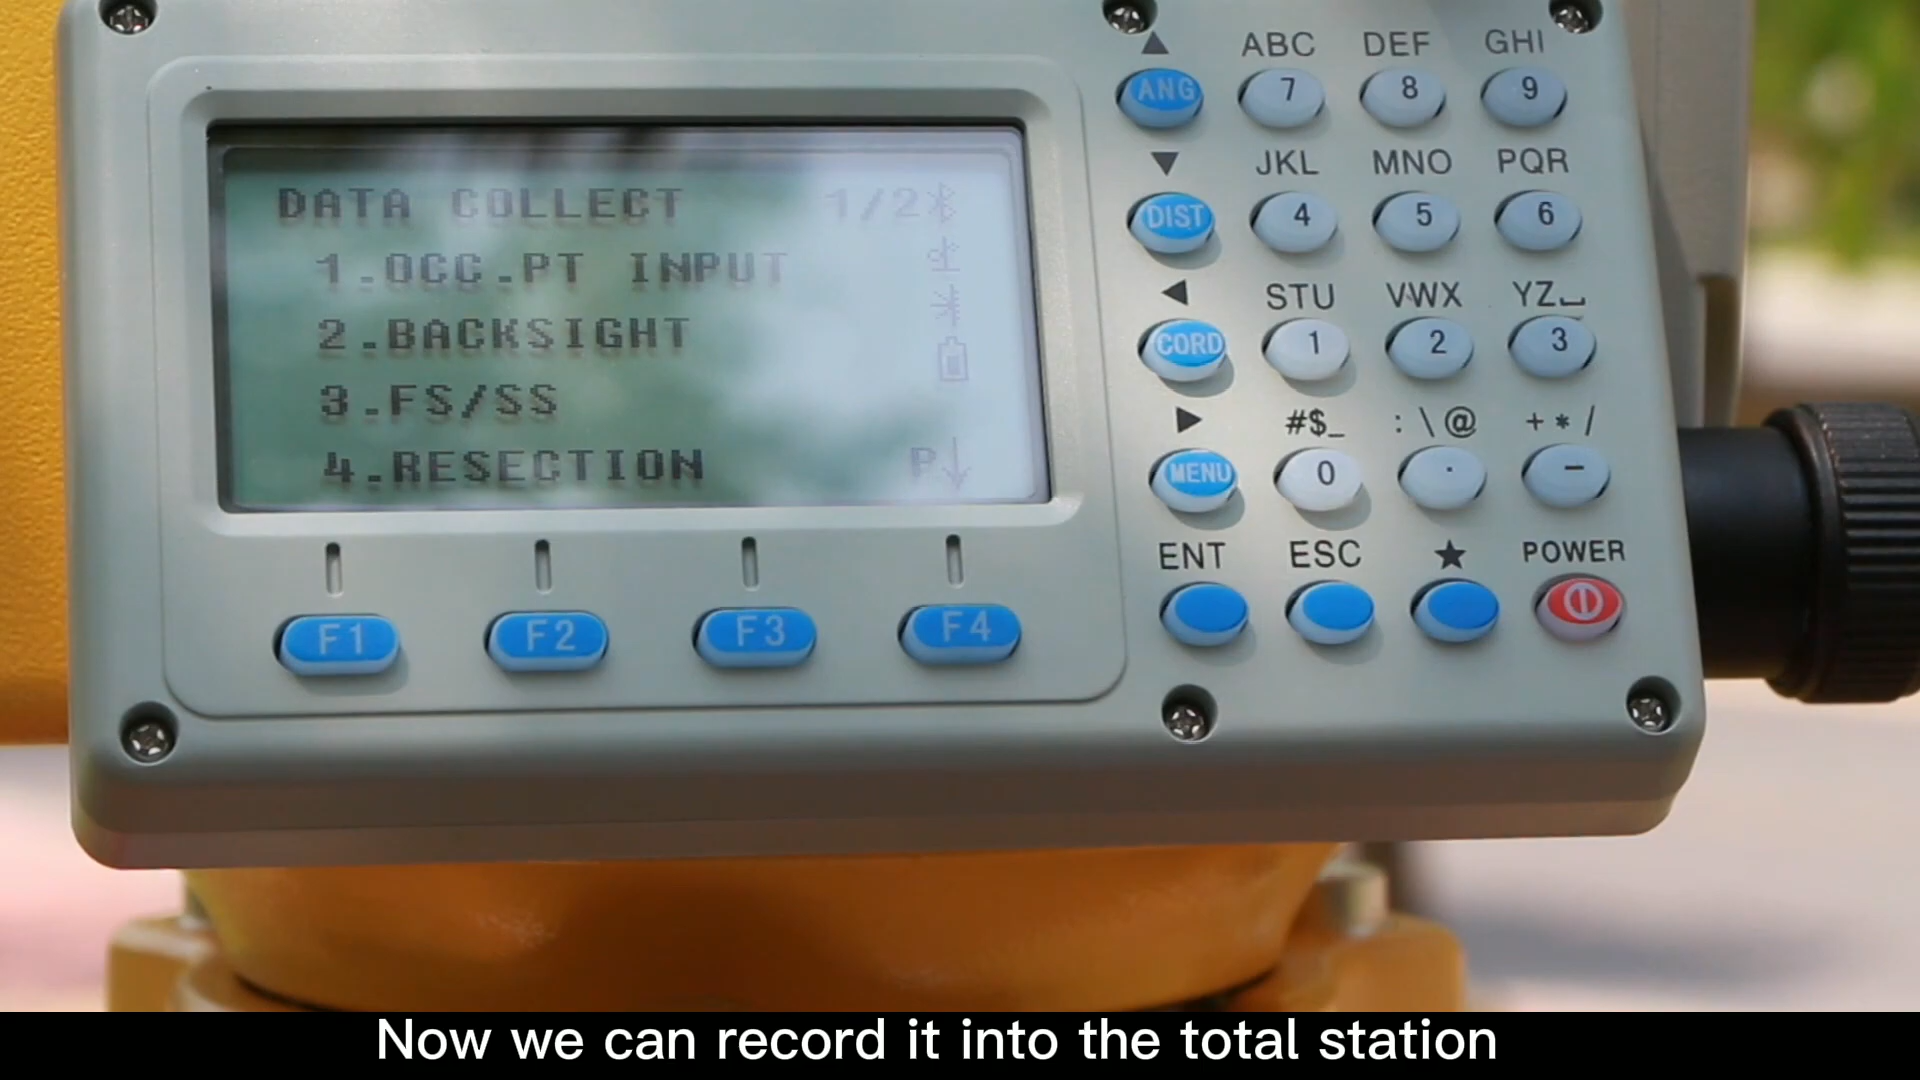 DATA COLLECT 1/2
1.OCC.PT INPUT
2.BACKSIGHT
3.FS/SS
4.RESECTION P↓
F1 F2 F3 F4
▲ ABC DEF GHI
ANG 7 8 9
▼ JKL MNO PQR
DIST 4 5 6
◀ STU VWX YZ⎵
CORD 1 2 3
▶ #$_ :\@ +*/
MENU 0 . −
ENT ESC ★ POWER
Now we can record it into the total station